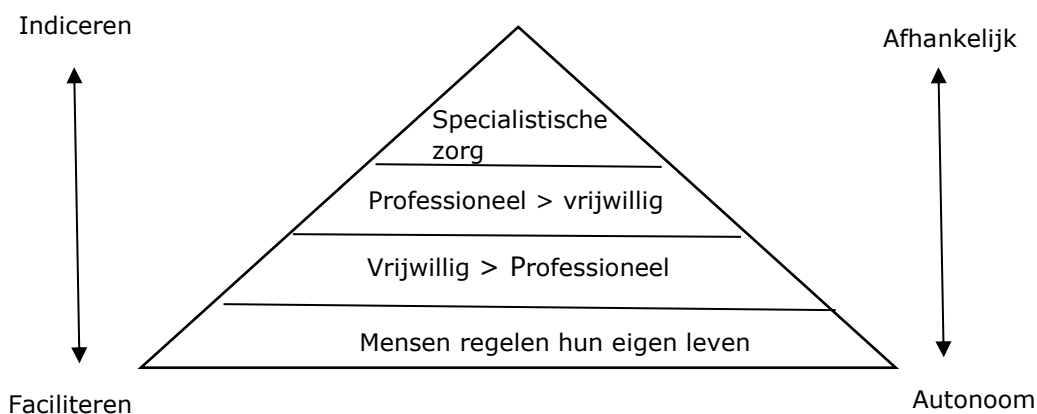 Indiceren
Afhankelijk
Specialistische
zorg
Professioneel > vrijwillig
Vrijwillig > Professioneel
Mensen regelen hun eigen leven
Faciliteren
Autonoom